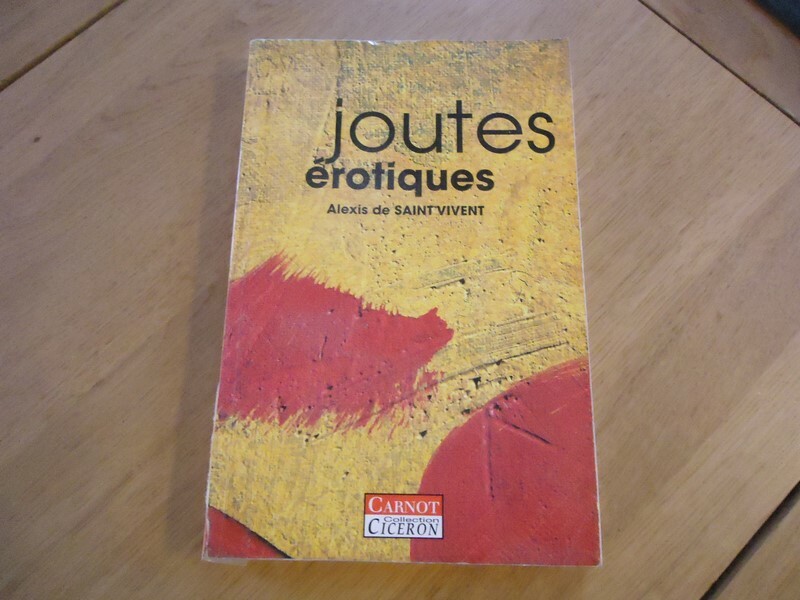 joutes
érotiques
Alexis de SAINT VIVENT
CARNOT
Collection
CICERON